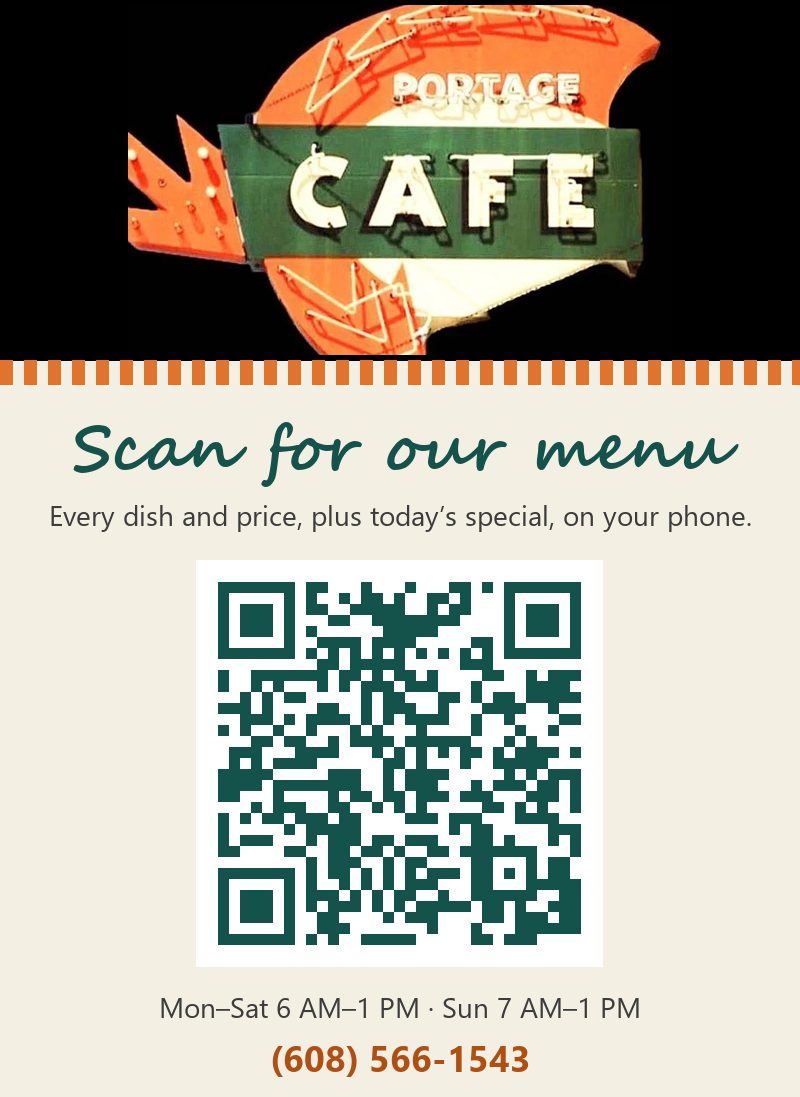 PORTAGE
CAFE
Scan for our menu
Every dish and price, plus today’s special, on your phone.
Mon–Sat 6 AM–1 PM · Sun 7 AM–1 PM
(608) 566-1543